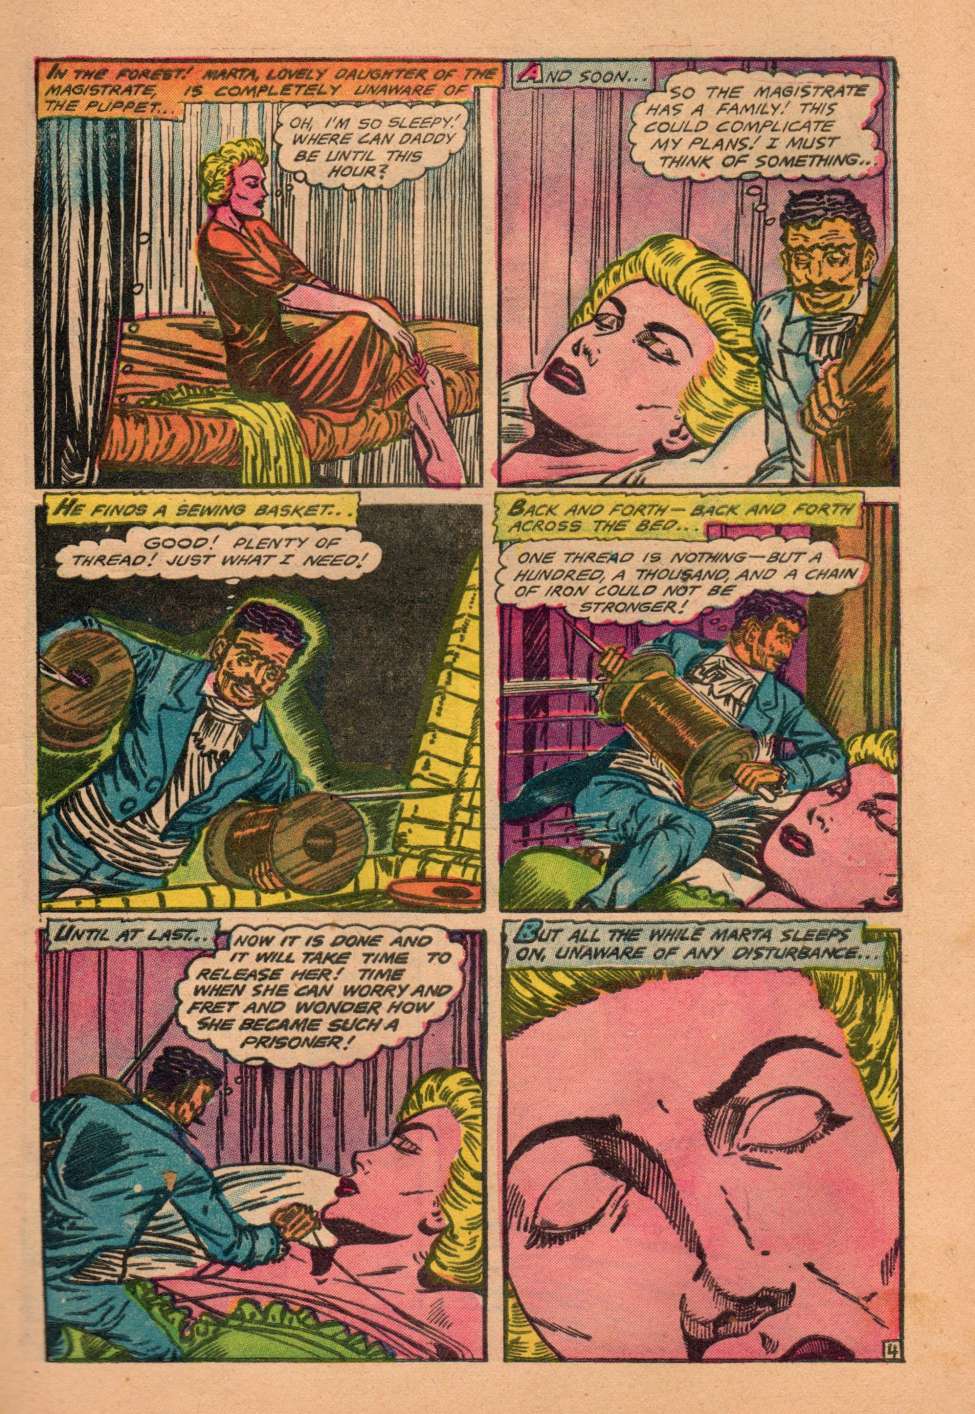 IN THE FOREST! MARTA, LOVELY DAUGHTER OF THE
MAGISTRATE, IS COMPLETELY UNAWARE OF
THE PUPPET...
OH, I'M SO SLEEPY!
WHERE CAN DADDY
BE UNTIL THIS
HOUR?
AND SOON...
SO THE MAGISTRATE
HAS A FAMILY! THIS
COULD COMPLICATE
MY PLANS! I MUST
THINK OF SOMETHING...
HE FINDS A SEWING BASKET...
GOOD! PLENTY OF
THREAD! JUST WHAT I NEED!
BACK AND FORTH — BACK AND FORTH
ACROSS THE BED...
ONE THREAD IS NOTHING — BUT A
HUNDRED, A THOUSAND, AND A CHAIN
OF IRON COULD NOT BE
STRONGER!
UNTIL AT LAST...
NOW IT IS DONE AND
IT WILL TAKE TIME TO
RELEASE HER! TIME
WHEN SHE CAN WORRY AND
FRET AND WONDER HOW
SHE BECAME SUCH A
PRISONER!
BUT ALL THE WHILE MARTA SLEEPS
ON, UNAWARE OF ANY DISTURBANCE...
4